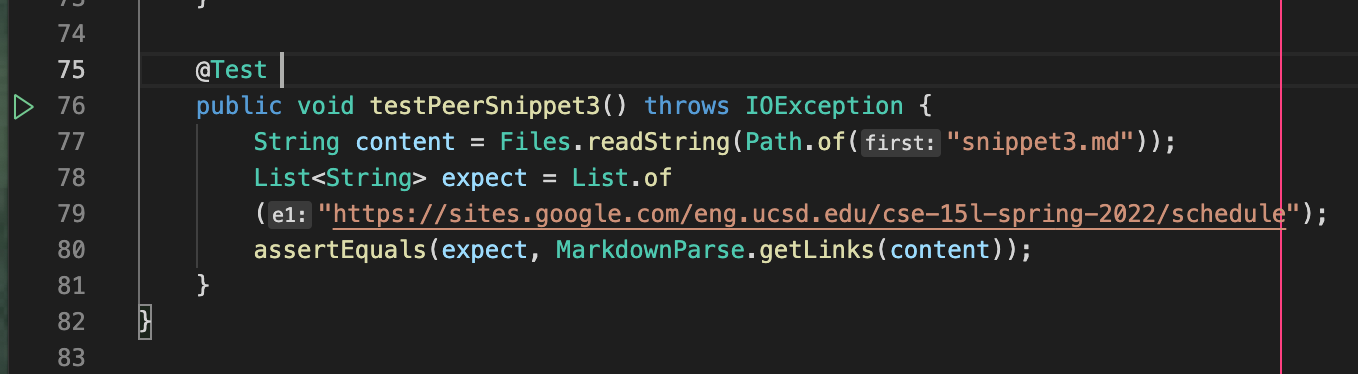 73 }
74
75 @Test
76 public void testPeerSnippet3() throws IOException {
77 String content = Files.readString(Path.of(first: "snippet3.md"));
78 List<String> expect = List.of
79 (e1: "https://sites.google.com/eng.ucsd.edu/cse-15l-spring-2022/schedule");
80 assertEquals(expect, MarkdownParse.getLinks(content));
81 }
82 }
83